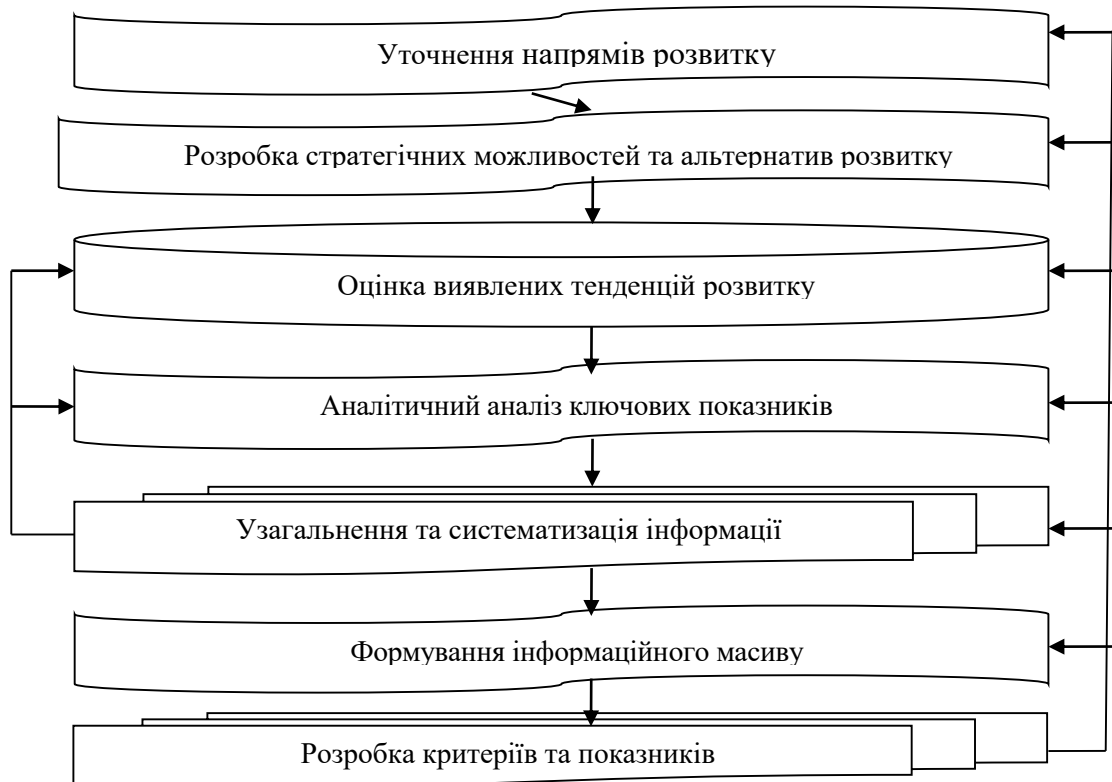 Уточнення напрямів розвитку
Розробка стратегічних можливостей та альтернатив розвитку
Оцінка виявлених тенденцій розвитку
Аналітичний аналіз ключових показників
Узагальнення та систематизація інформації
Формування інформаційного масиву
Розробка критеріїв та показників